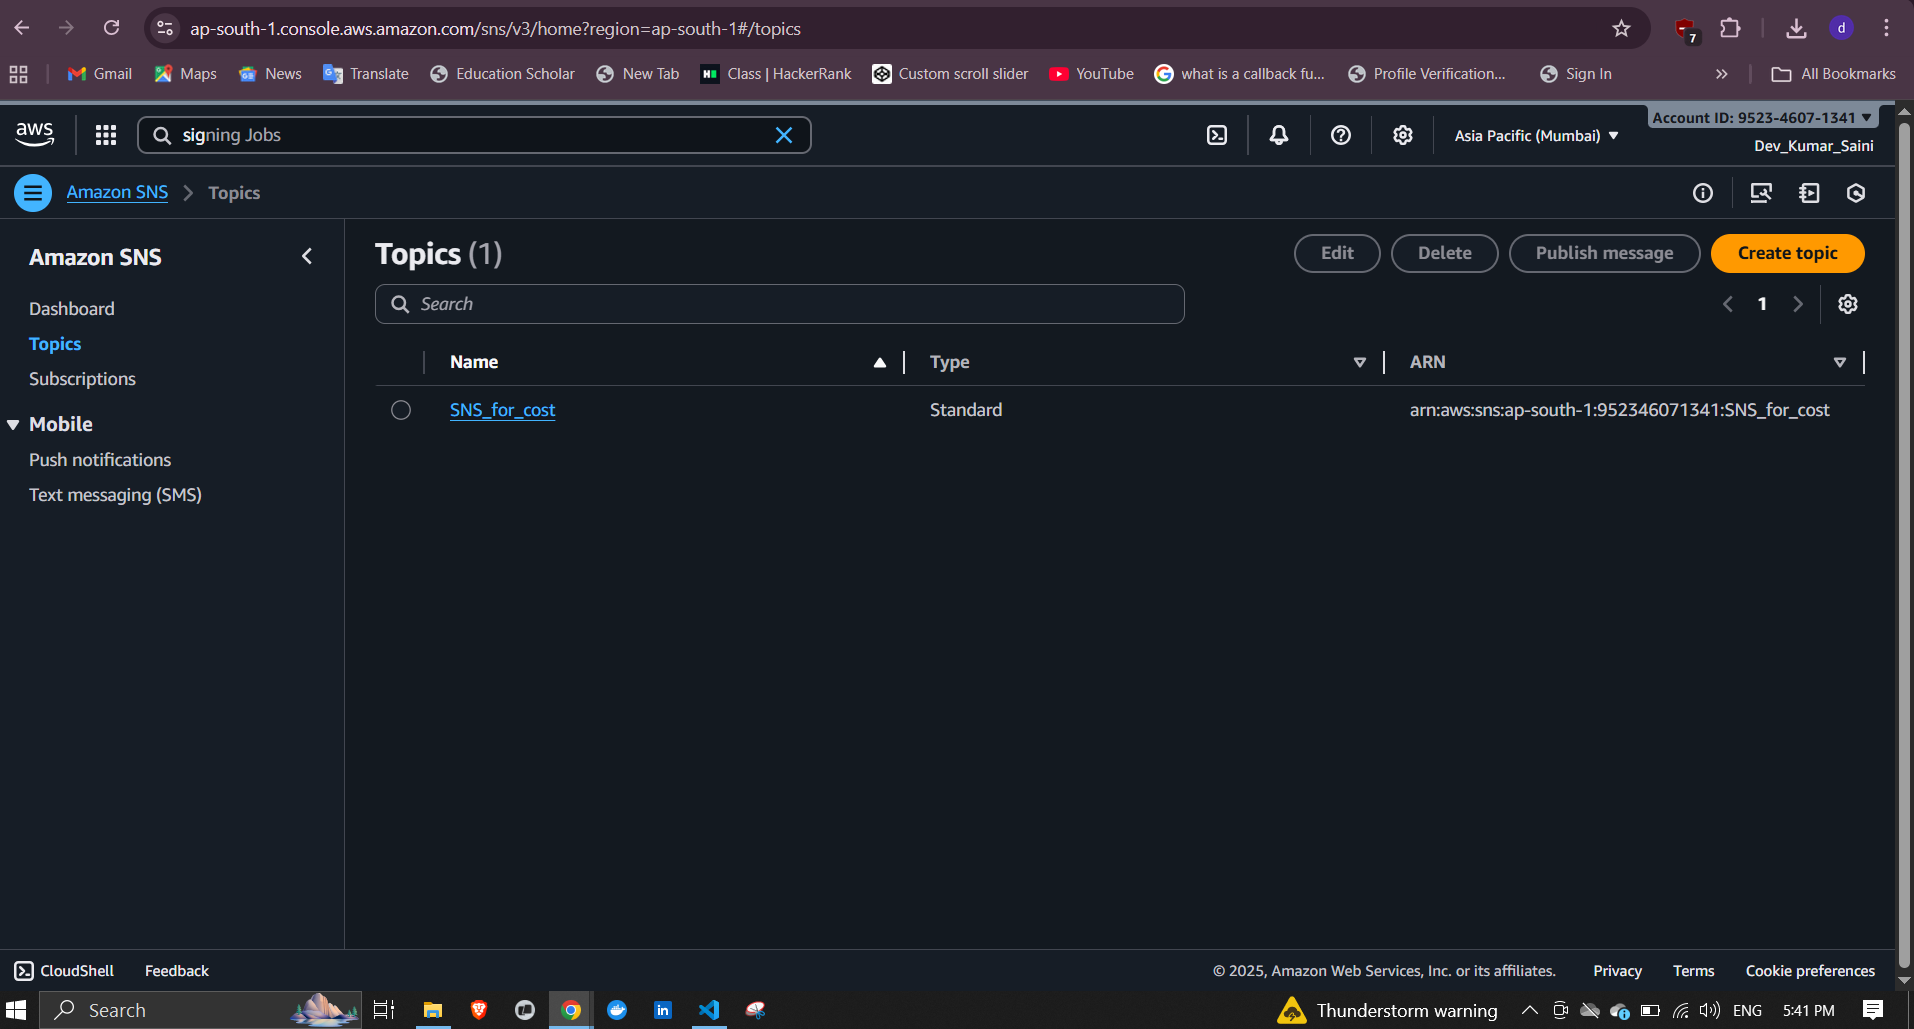 ap-south-1.console.aws.amazon.com/sns/v3/home?region=ap-south-1#/topics
7
d
Gmail
Maps
News
Translate
Education Scholar
New Tab
Class | HackerRank
Custom scroll slider
YouTube
what is a callback fu...
Profile Verification...
Sign In
»
All Bookmarks
aws
signing Jobs
Asia Pacific (Mumbai)
Account ID: 9523-4607-1341
Dev_Kumar_Saini
Amazon SNS
Topics
Amazon SNS
Dashboard
Topics
Subscriptions
Mobile
Push notifications
Text messaging (SMS)
Topics (1)
Edit
Delete
Publish message
Create topic
Search
1
Name
Type
ARN
SNS_for_cost
Standard
arn:aws:sns:ap-south-1:952346071341:SNS_for_cost
CloudShell
Feedback
© 2025, Amazon Web Services, Inc. or its affiliates.
Privacy
Terms
Cookie preferences
Search
Thunderstorm warning
ENG
5:41 PM